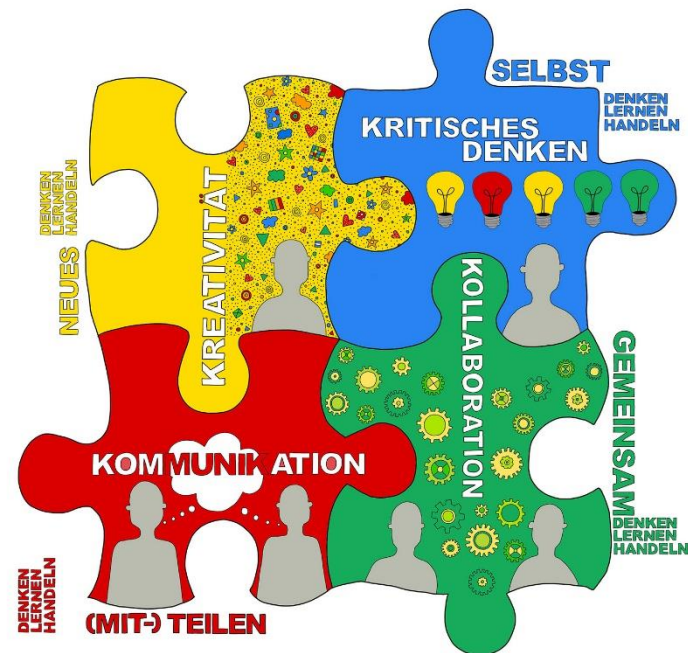 SELBST
DENKEN
LERNEN
HANDELN
KRITISCHES
DENKEN
NEUES
DENKEN
LERNEN
HANDELN
KREATIVITÄT
KOLLABORATION
GEMEINSAM
DENKEN
LERNEN
HANDELN
KOMMUNIKATION
DENKEN
LERNEN
HANDELN
(MIT-) TEILEN